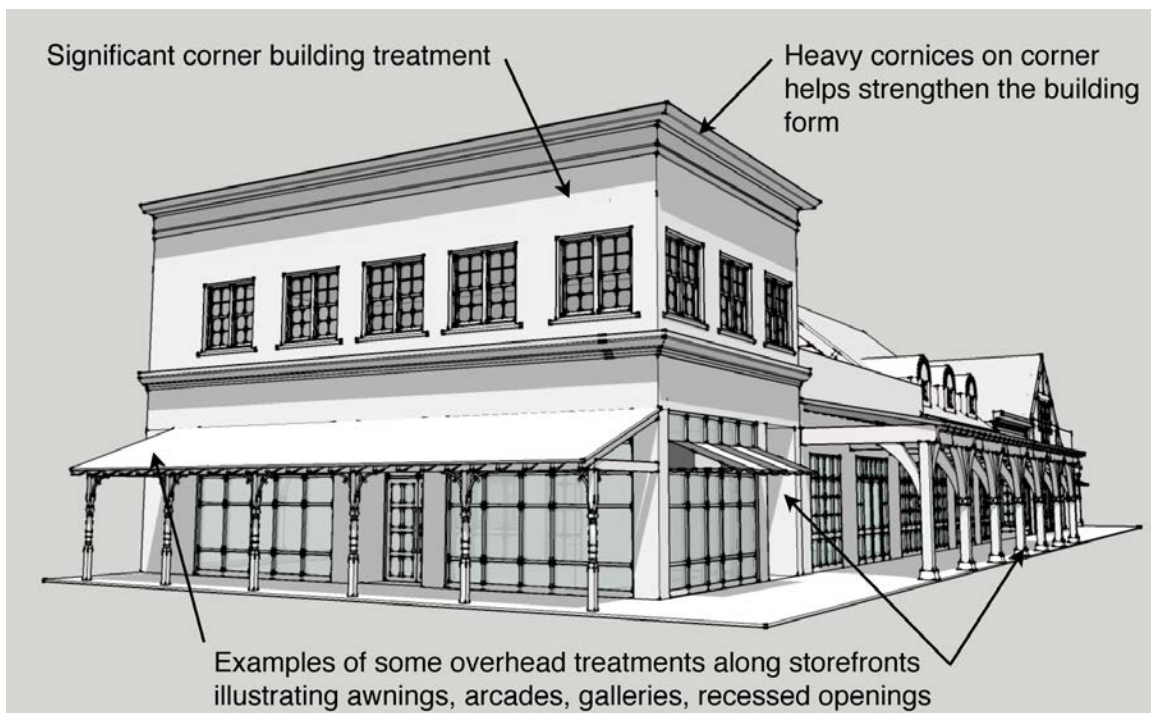 Significant corner building treatment
Heavy cornices on corner
helps strengthen the building
form
Examples of some overhead treatments along storefronts
illustrating awnings, arcades, galleries, recessed openings